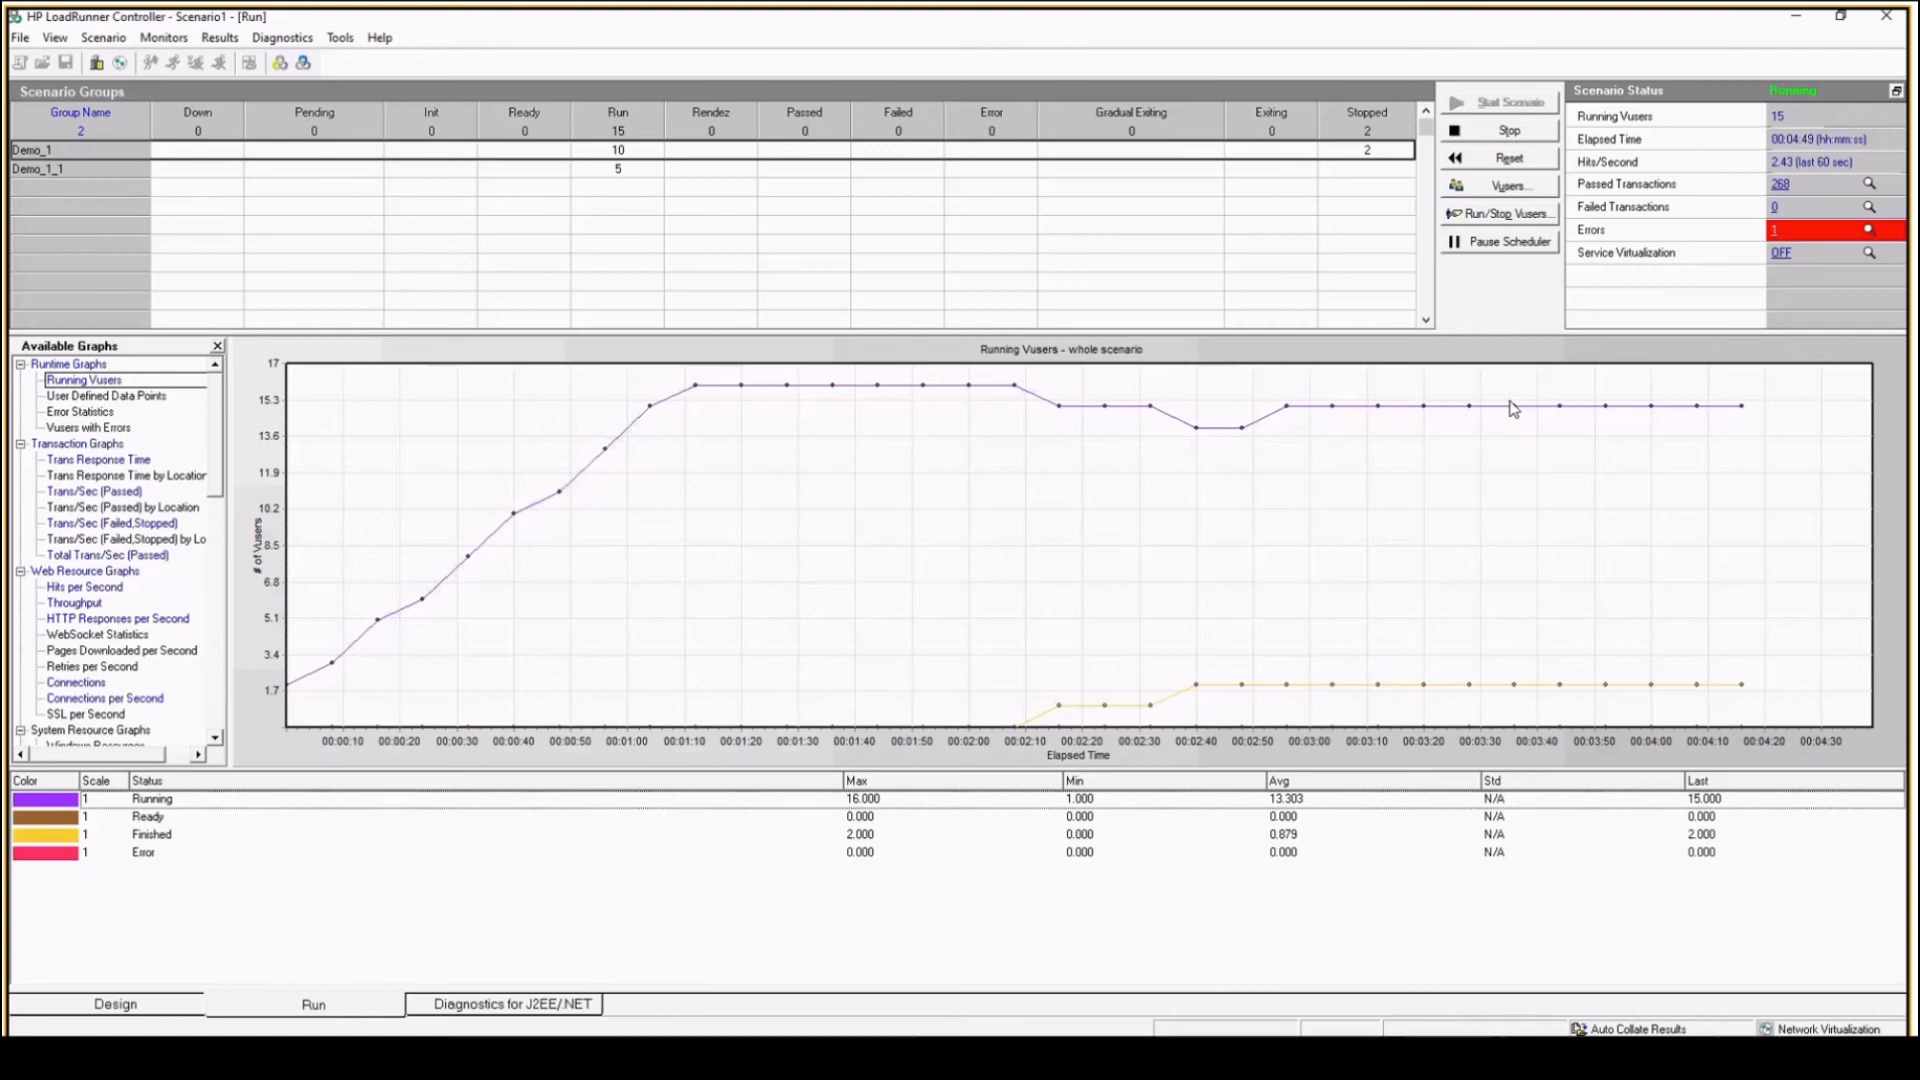 HP LoadRunner Controller - Scenario1 - [Run]
File View Scenario Monitors Results Diagnostics Tools Help
Scenario Groups
Group Name Down Pending Init Ready Run Rendez Passed Failed Error Gradual Exiting Exiting Stopped
2 0 0 0 0 15 0 0 0 0 0 0 2
Demo_1 10 2
Demo_1_1 5
Start Scenario
Stop
Reset
Vusers...
Run/Stop Vusers...
Pause Scheduler
Scenario Status Running
Running Vusers 15
Elapsed Time 00:04:49 (hh:mm:ss)
Hits/Second 2.43 (last 60 sec)
Passed Transactions 268
Failed Transactions 0
Errors 1
Service Virtualization OFF
Available Graphs
Runtime Graphs
Running Vusers
User Defined Data Points
Error Statistics
Vusers with Errors
Transaction Graphs
Trans Response Time
Trans Response Time by Location
Trans/Sec (Passed)
Trans/Sec (Passed) by Location
Trans/Sec (Failed,Stopped)
Trans/Sec (Failed,Stopped) by Lo
Total Trans/Sec (Passed)
Web Resource Graphs
Hits per Second
Throughput
HTTP Responses per Second
WebSocket Statistics
Pages Downloaded per Second
Retries per Second
Connections
Connections per Second
SSL per Second
System Resource Graphs
Running Vusers - whole scenario
# of Vusers
17
15.3
13.6
11.9
10.2
8.5
6.8
5.1
3.4
1.7
00:00:10 00:00:20 00:00:30 00:00:40 00:00:50 00:01:00 00:01:10 00:01:20 00:01:30 00:01:40 00:01:50 00:02:00 00:02:10 00:02:20 00:02:30 00:02:40 00:02:50 00:03:00 00:03:10 00:03:20 00:03:30 00:03:40 00:03:50 00:04:00 00:04:10 00:04:20 00:04:30
Elapsed Time
Color Scale Status Max Min Avg Std Last
1 Running 16.000 1.000 13.303 N/A 15.000
1 Ready 0.000 0.000 0.000 N/A 0.000
1 Finished 2.000 0.000 0.879 N/A 2.000
1 Error 0.000 0.000 0.000 N/A 0.000
Design Run Diagnostics for J2EE/.NET
Auto Collate Results Network Virtualization